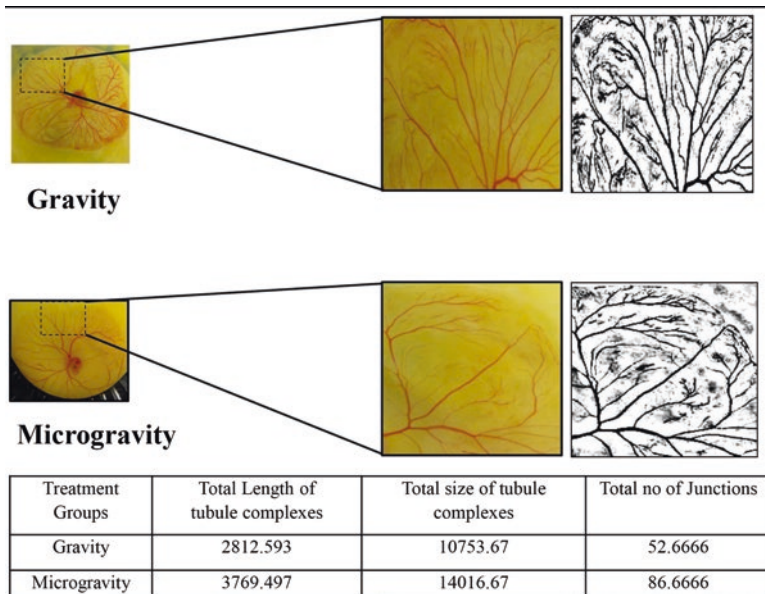 Gravity
Microgravity
Treatment Groups | Total Length of tubule complexes | Total size of tubule complexes | Total no of Junctions
Gravity | 2812.593 | 10753.67 | 52.6666
Microgravity | 3769.497 | 14016.67 | 86.6666